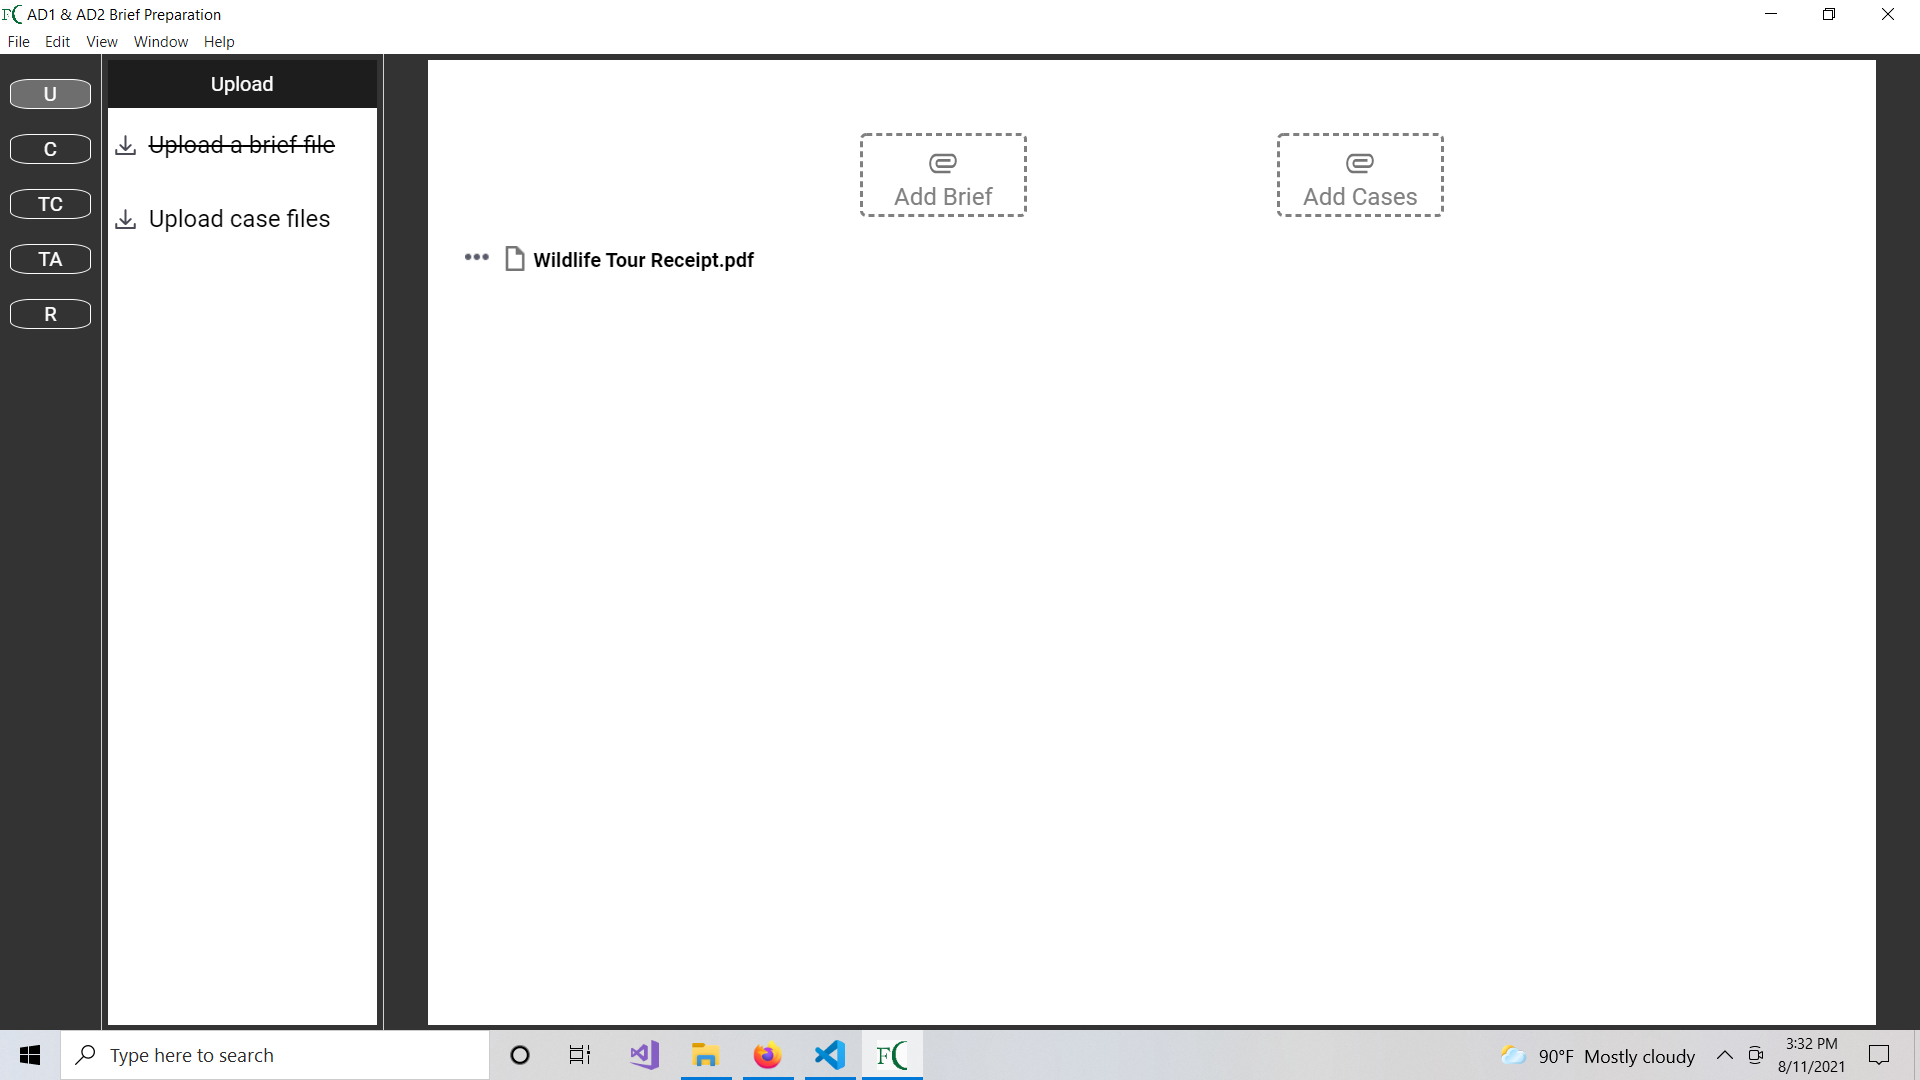 FC AD1 & AD2 Brief Preparation
File Edit View Window Help
U
C
TC
TA
R
Upload
Upload a brief file
Upload case files
Add Brief
Add Cases
Wildlife Tour Receipt.pdf
Type here to search
FC
90°F Mostly cloudy
3:32 PM
8/11/2021